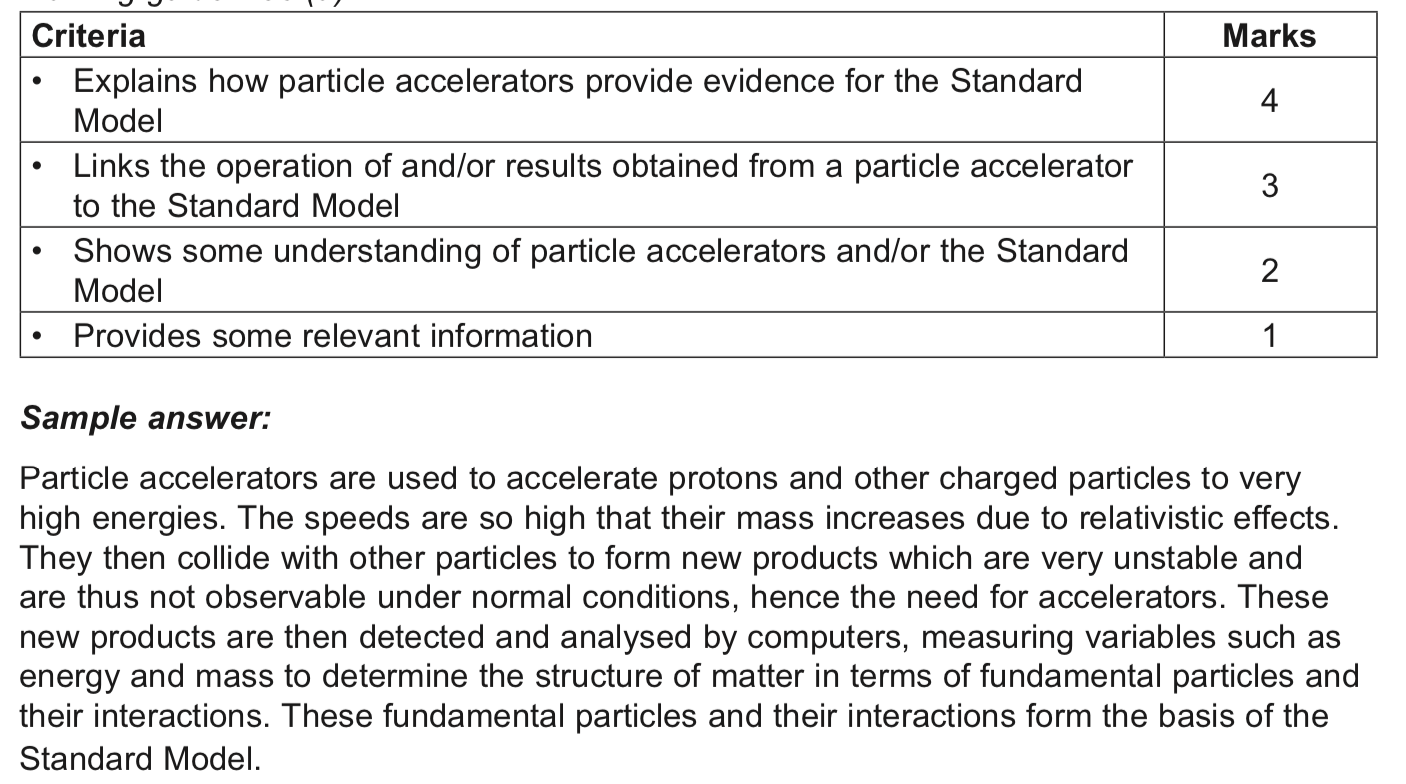 Criteria Marks
• Explains how particle accelerators provide evidence for the Standard
Model
4
• Links the operation of and/or results obtained from a particle accelerator
to the Standard Model
3
• Shows some understanding of particle accelerators and/or the Standard
Model
2
• Provides some relevant information 1
Sample answer:
Particle accelerators are used to accelerate protons and other charged particles to very
high energies. The speeds are so high that their mass increases due to relativistic effects.
They then collide with other particles to form new products which are very unstable and
are thus not observable under normal conditions, hence the need for accelerators. These
new products are then detected and analysed by computers, measuring variables such as
energy and mass to determine the structure of matter in terms of fundamental particles and
their interactions. These fundamental particles and their interactions form the basis of the
Standard Model.